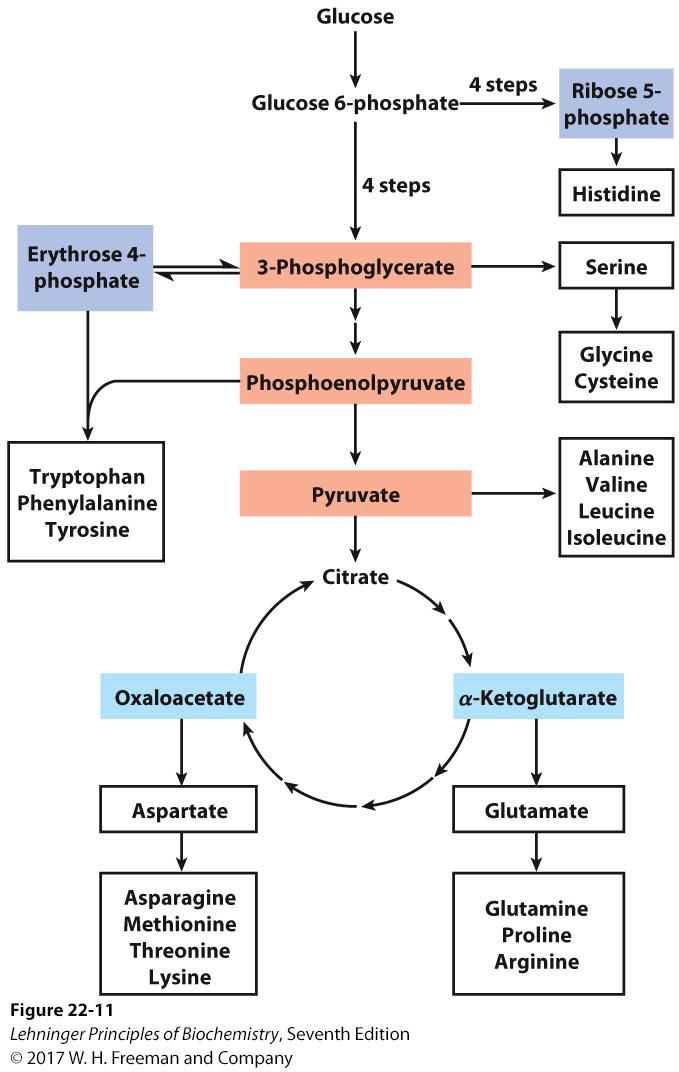 Glucose
Glucose 6-phosphate
4 steps
Ribose 5-
phosphate
Histidine
4 steps
Erythrose 4-
phosphate
3-Phosphoglycerate
Serine
Glycine
Cysteine
Phosphoenolpyruvate
Tryptophan
Phenylalanine
Tyrosine
Pyruvate
Alanine
Valine
Leucine
Isoleucine
Citrate
Oxaloacetate
α-Ketoglutarate
Aspartate
Glutamate
Asparagine
Methionine
Threonine
Lysine
Glutamine
Proline
Arginine
Figure 22-11
Lehninger Principles of Biochemistry, Seventh Edition
© 2017 W. H. Freeman and Company